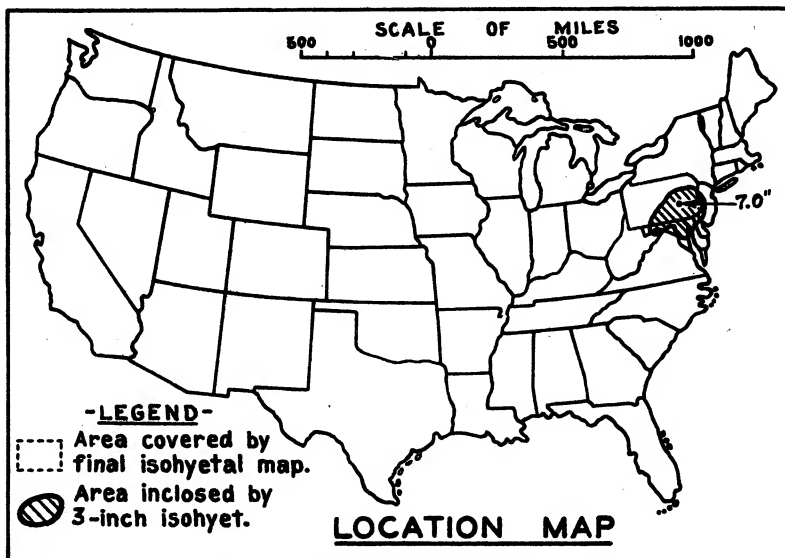 SCALE OF MILES
500 0 500 1000
7.0"
-LEGEND-
Area covered by
final isohyetal map.
Area inclosed by
3-inch isohyet.
LOCATION MAP